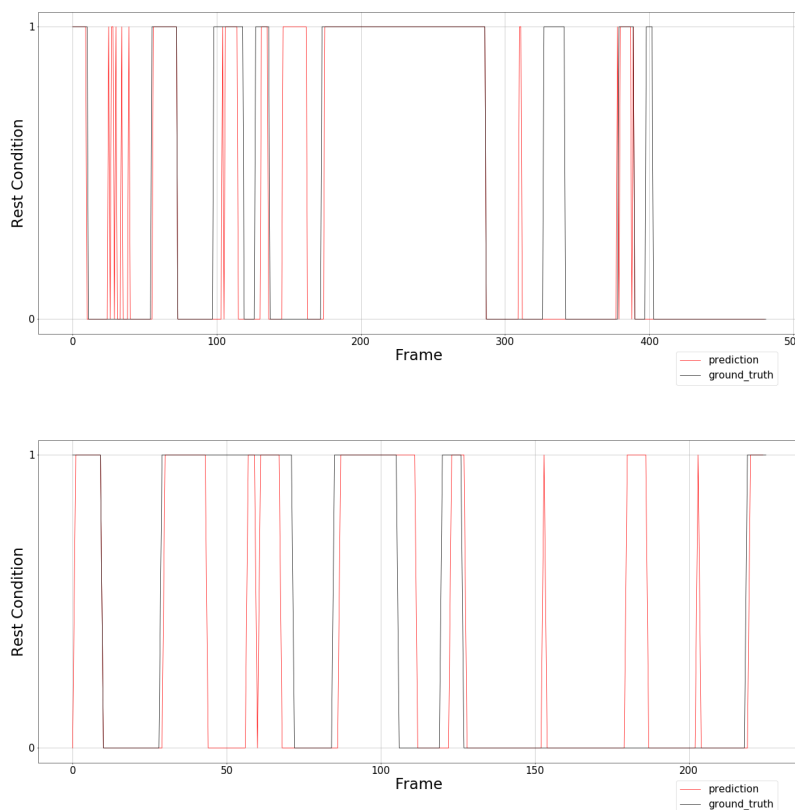 1
Rest Condition
0
0
100
200
300
400
50
Frame
prediction
ground_truth
1
Rest Condition
0
0
50
100
150
200
Frame
prediction
ground_truth